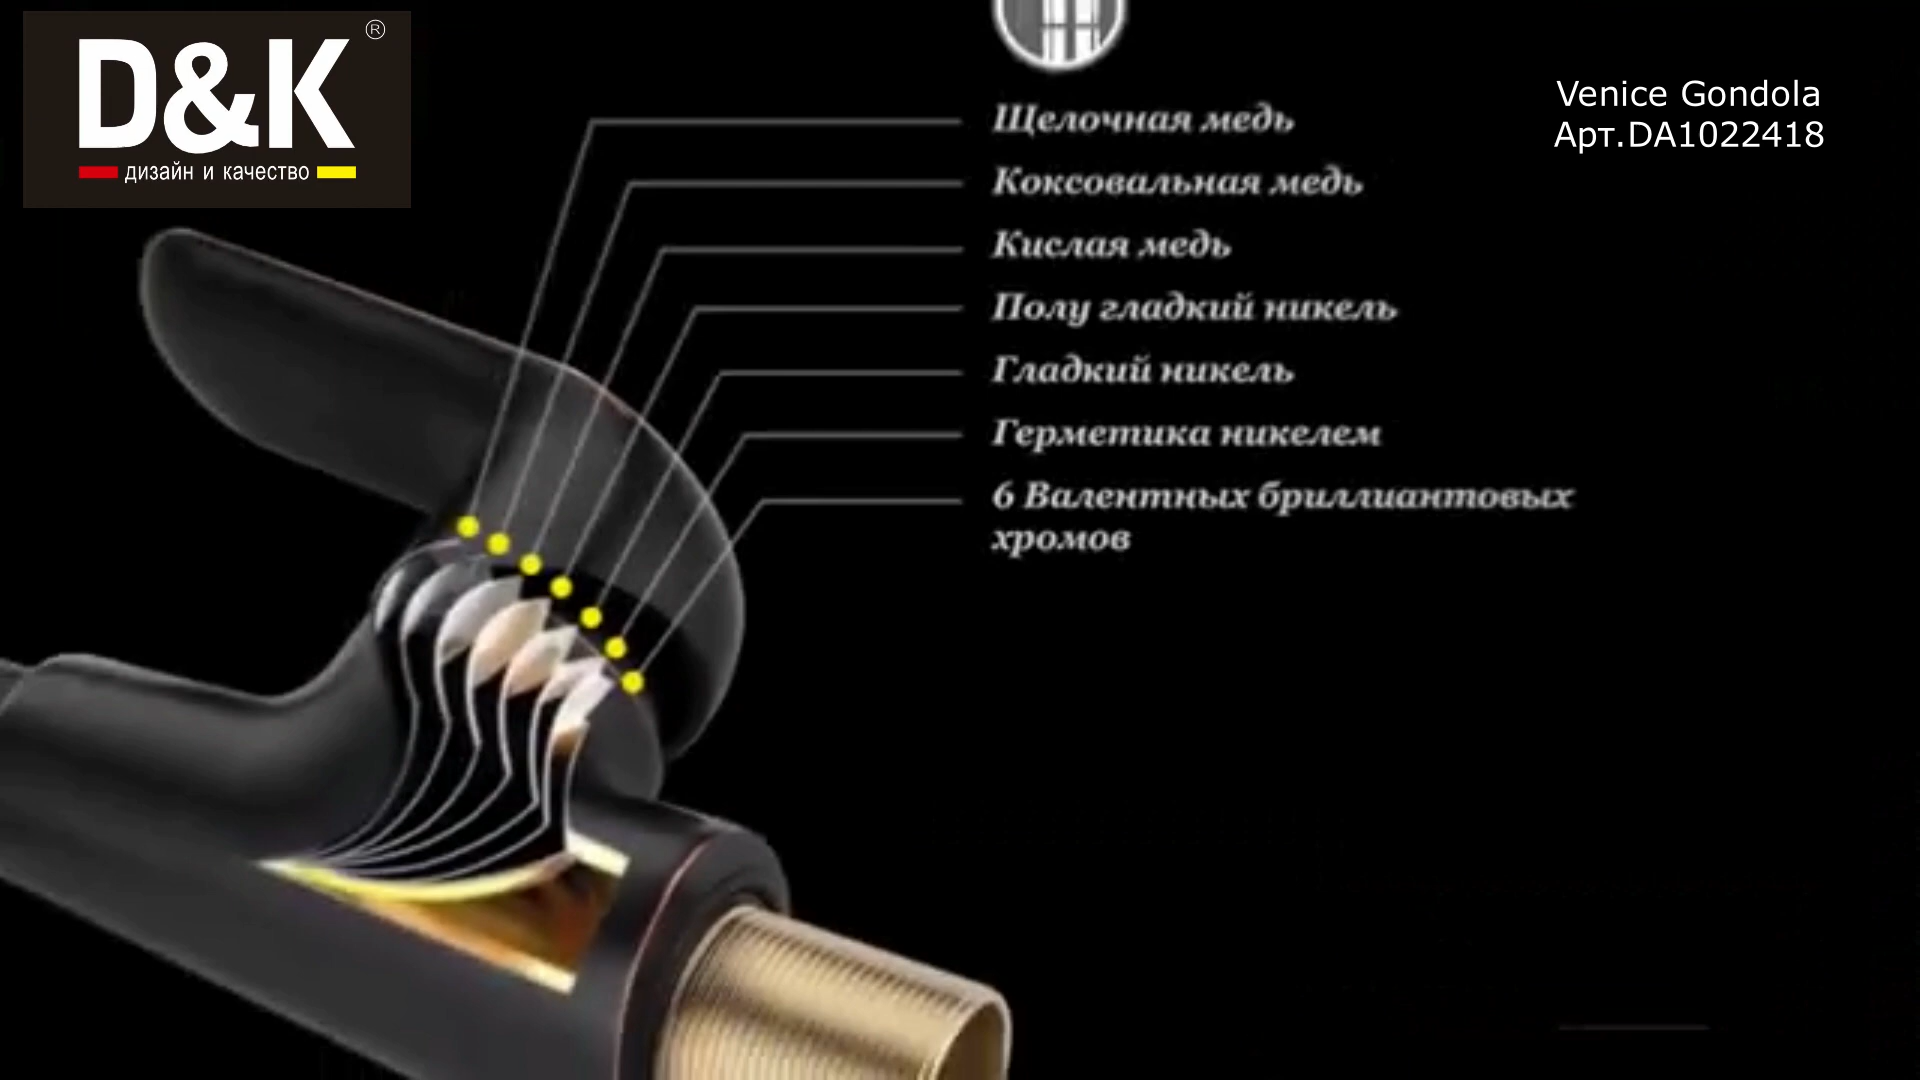 D&K®
дизайн и качество
Venice Gondola
Арт.DA1022418
Щелочная медь
Коксовальная медь
Кислая медь
Полу гладкий никель
Гладкий никель
Герметика никелем
6 Валентных бриллиантовых
хромов